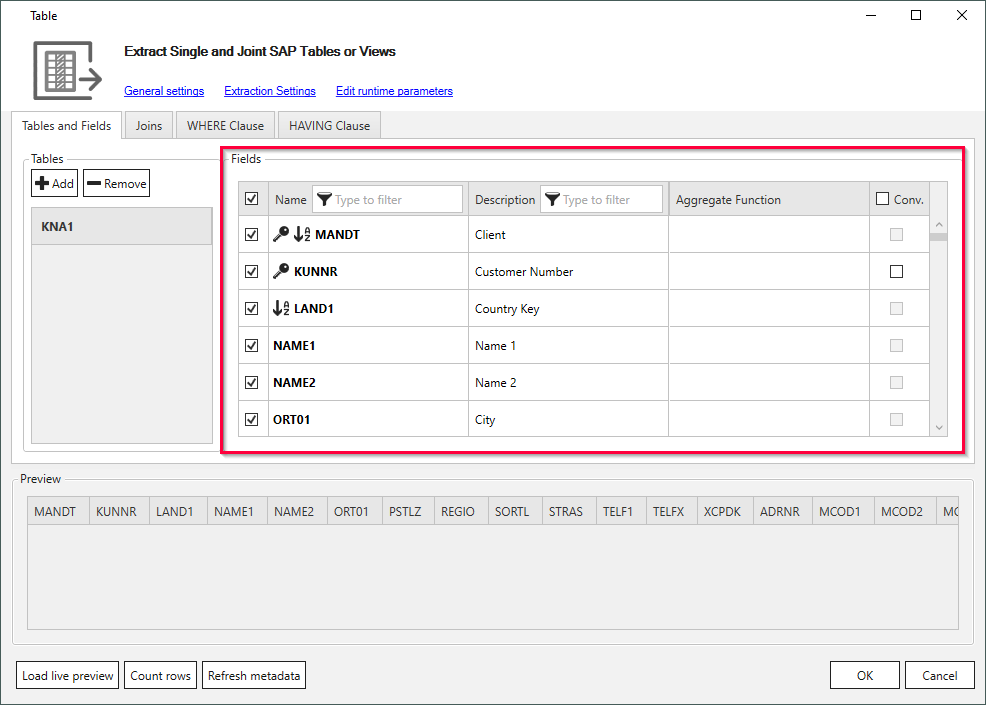 Table
Extract Single and Joint SAP Tables or Views
General settings Extraction Settings Edit runtime parameters
Tables and Fields Joins WHERE Clause HAVING Clause
Tables
Add Remove
KNA1
Fields
Name Type to filter Description Type to filter Aggregate Function Conv.
MANDT Client
KUNNR Customer Number
LAND1 Country Key
NAME1 Name 1
NAME2 Name 2
ORT01 City
Preview
MANDT KUNNR LAND1 NAME1 NAME2 ORT01 PSTLZ REGIO SORTL STRAS TELF1 TELFX XCPDK ADRNR MCOD1 MCOD2 MC
Load live preview Count rows Refresh metadata OK Cancel